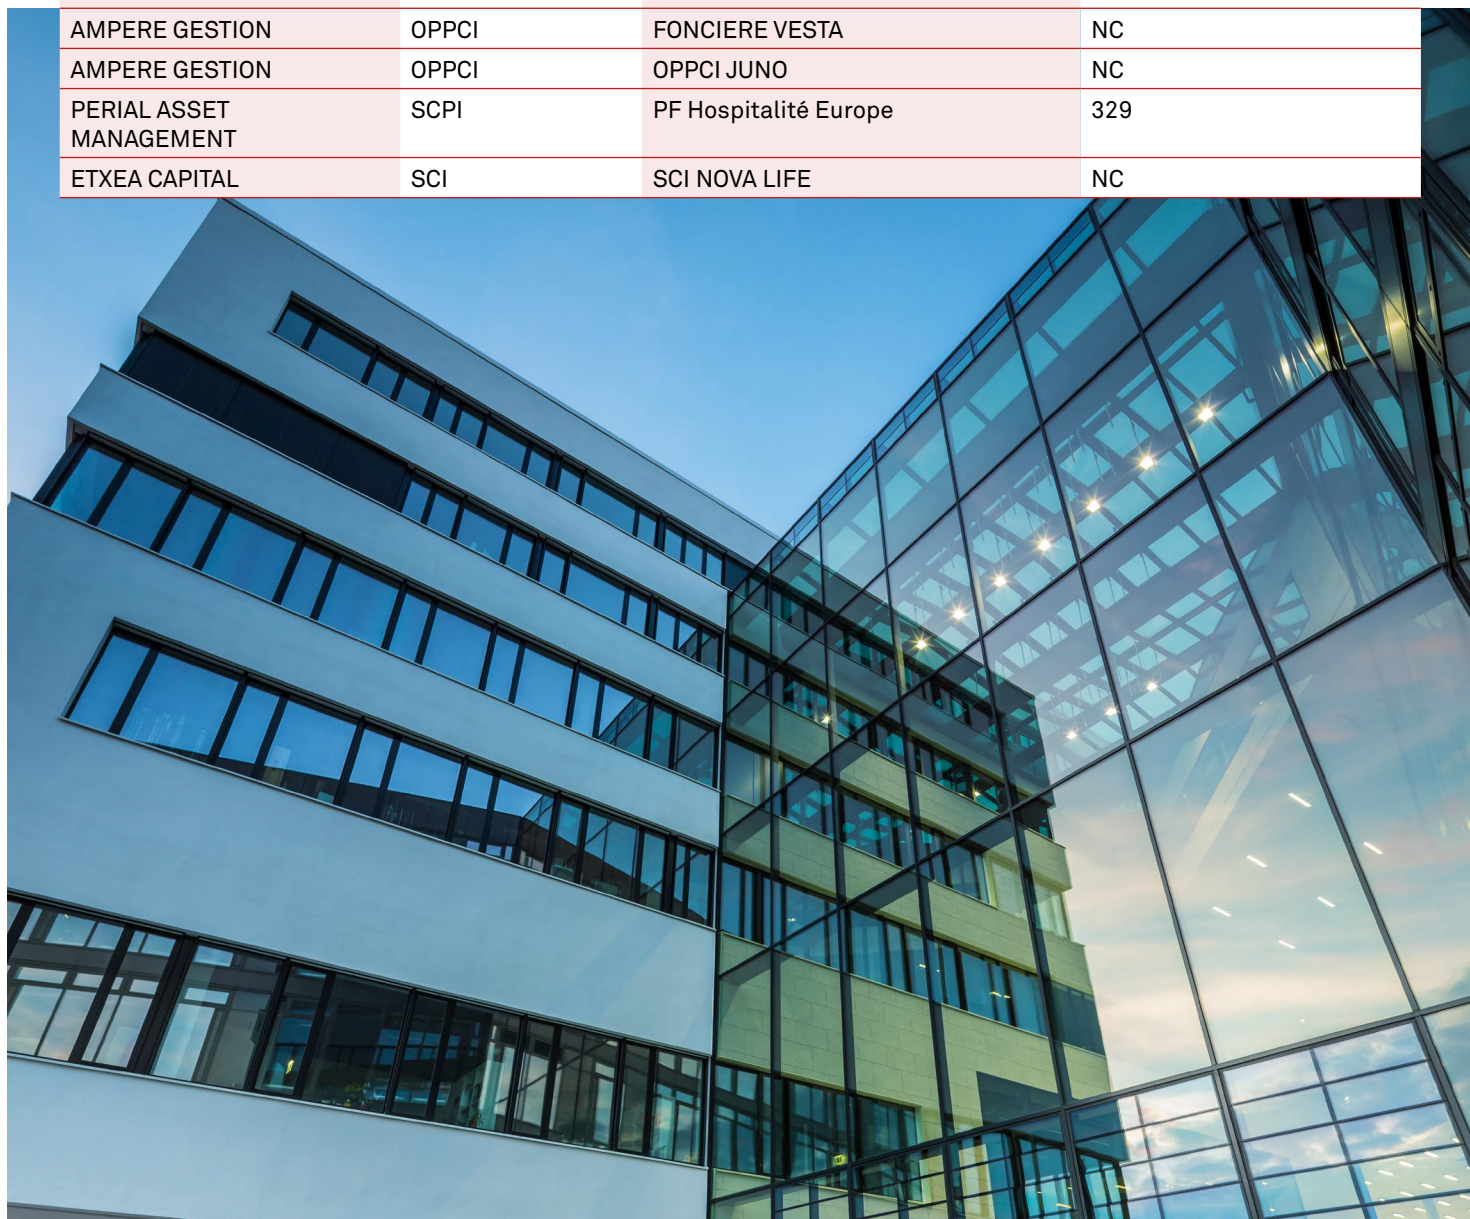 AMPERE GESTION OPPCI FONCIERE VESTA NC
AMPERE GESTION OPPCI OPPCI JUNO NC
PERIAL ASSET SCPI PF Hospitalité Europe 329
MANAGEMENT
ETXEA CAPITAL SCI SCI NOVA LIFE NC